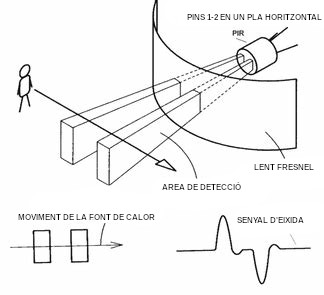 PINS 1-2 EN UN PLA HORITZONTAL
PIR
LENT FRESNEL
AREA DE DETECCIÓ
MOVIMENT DE LA FONT DE CALOR
SENYAL D'EIXIDA